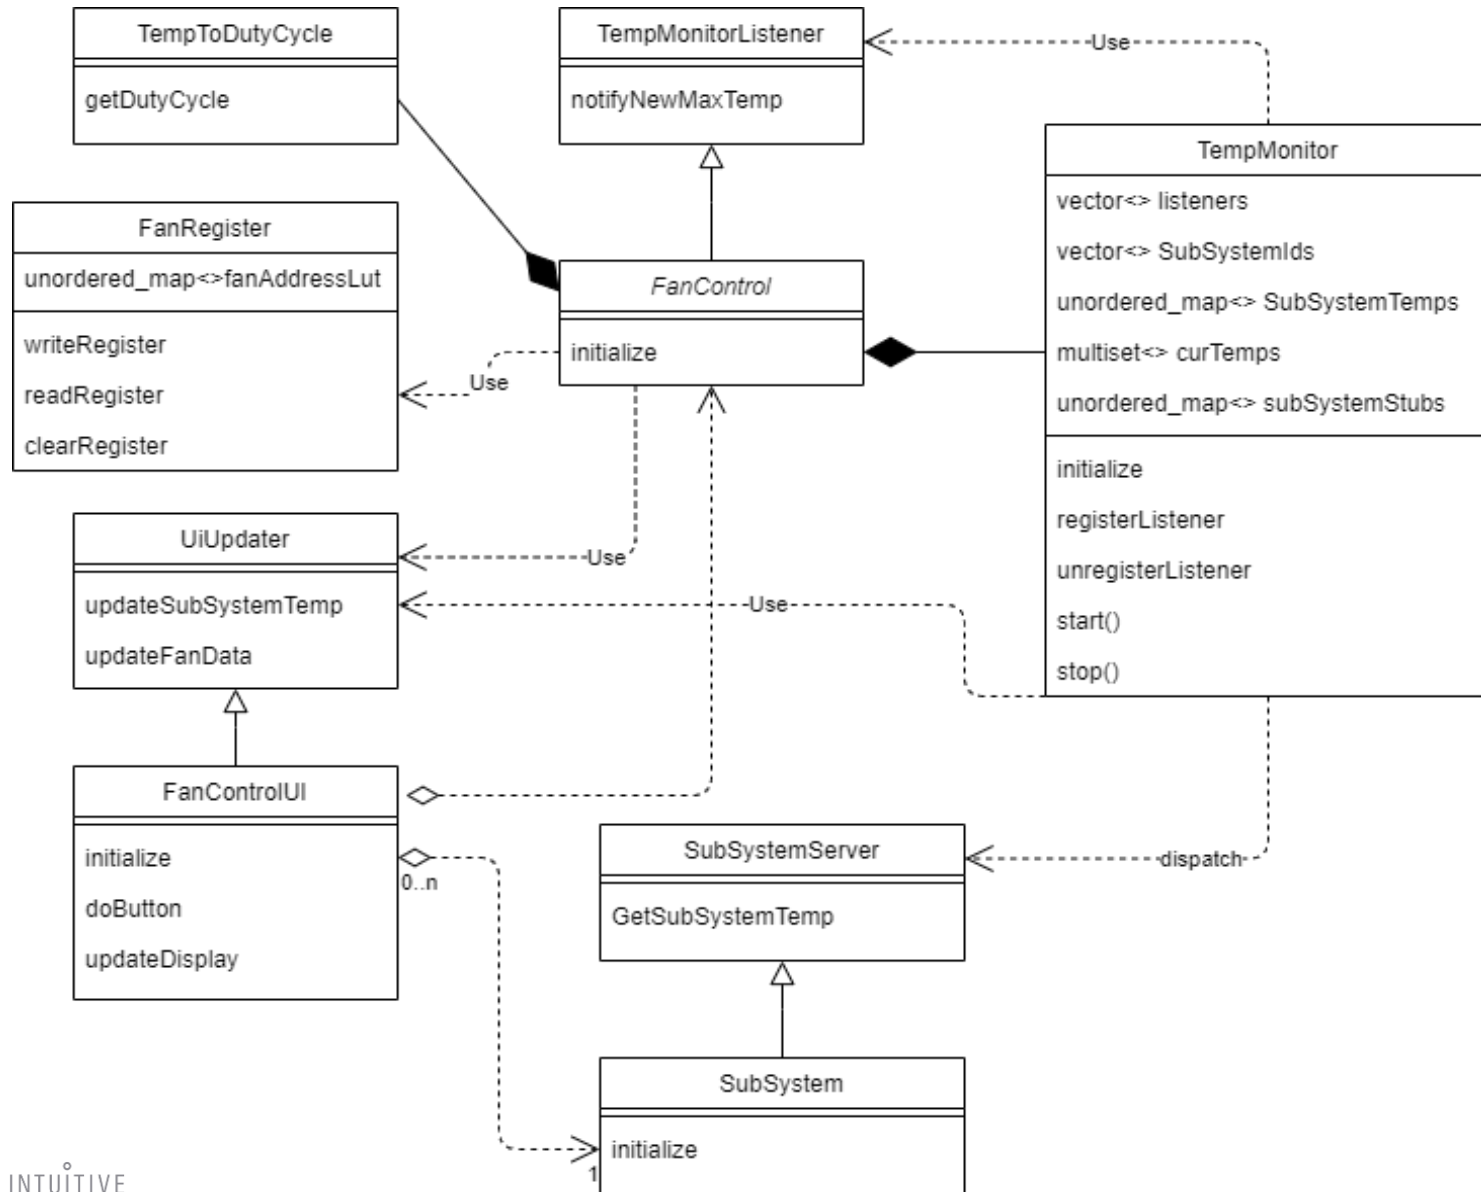 TempToDutyCycle
getDutyCycle
TempMonitorListener
notifyNewMaxTemp
Use
TempMonitor
vector<> listeners
vector<> SubSystemIds
unordered_map<> SubSystemTemps
multiset<> curTemps
unordered_map<> subSystemStubs
initialize
registerListener
unregisterListener
start()
stop()
FanRegister
unordered_map<>fanAddressLut
writeRegister
readRegister
clearRegister
FanControl
initialize
Use
Use
Use
UiUpdater
updateSubSystemTemp
updateFanData
FanControlUI
initialize
doButton
updateDisplay
0..n
SubSystemServer
GetSubSystemTemp
dispatch
SubSystem
initialize
1
INTUITIVE